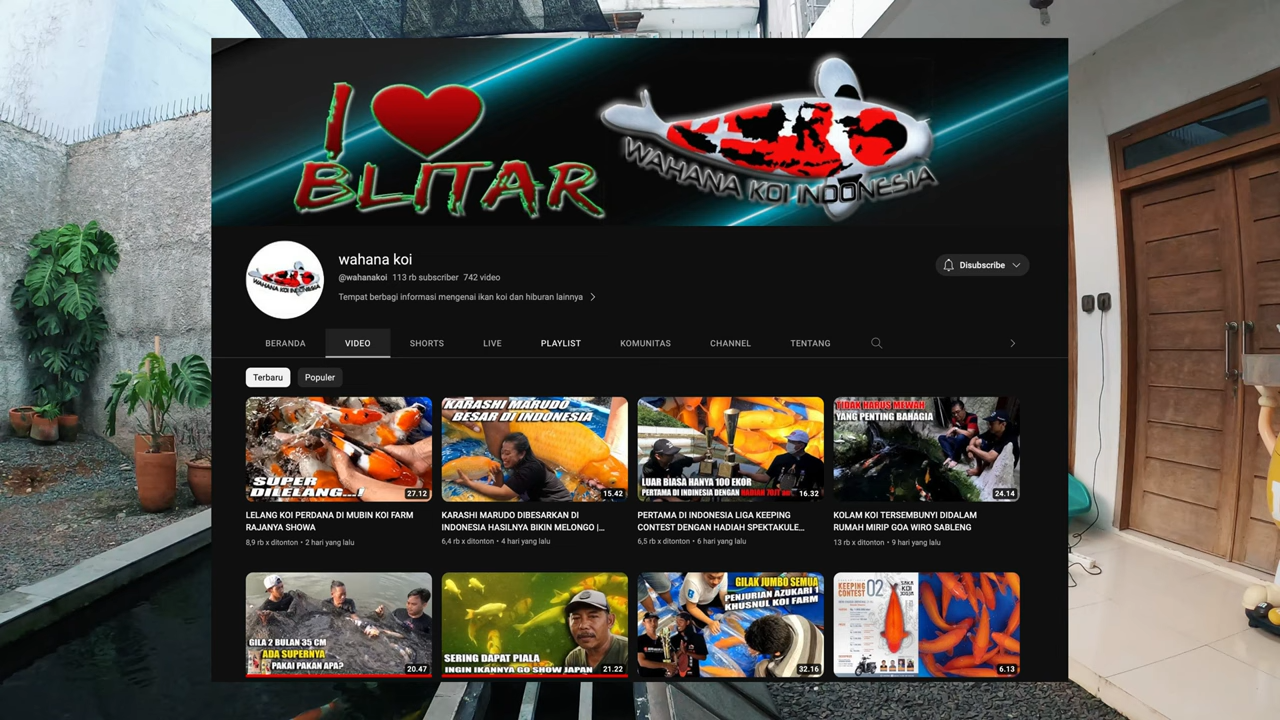 I
BLITAR
WAHANA KOI INDONESIA
WAHANA KOI INDONESIA
wahana koi
@wahanakoi 113 rb subscriber 742 video
Tempat berbagi informasi mengenai ikan koi dan hiburan lainnya
Disubscribe
BERANDA VIDEO SHORTS LIVE PLAYLIST KOMUNITAS CHANNEL TENTANG
Terbaru Populer
SUPER
DILELANG...!
27.12
KARASHI MARUDO
BESAR DI INDONESIA
15.42
LUAR BIASA HANYA 100 EKOR
PERTAMA DI INDONESIA DENGAN HADIAH
16.32
TIDAK HARUS MEWAH
YANG PENTING BAHAGIA
24.14
LELANG KOI PERDANA DI MUBIN KOI FARM
RAJANYA SHOWA
8,9 rb x ditonton • 2 hari yang lalu
KARASHI MARUDO DIBESARKAN DI
INDONESIA HASILNYA BIKIN MELONGO |...
6,4 rb x ditonton • 4 hari yang lalu
PERTAMA DI INDONESIA LIGA KEEPING
CONTEST DENGAN HADIAH SPEKTAKULE...
6,5 rb x ditonton • 6 hari yang lalu
KOLAM KOI TERSEMBUNYI DIDALAM
RUMAH MIRIP GOA WIRO SABLENG
13 rb x ditonton • 9 hari yang lalu
GILA 2 BULAN 35 CM
ADA SUPERNYA
PAKAI PAKAN APA?
20.47
SERING DAPAT PIALA
INGIN IKANNYA GO SHOW JAPAN
21.22
GILAK JUMBO SEMUA
PENJURIAN AZUKARI 1
KHUSNUL KOI FARM
32.16
KEEPING
CONTEST
02
SAKA
KOI
6.13